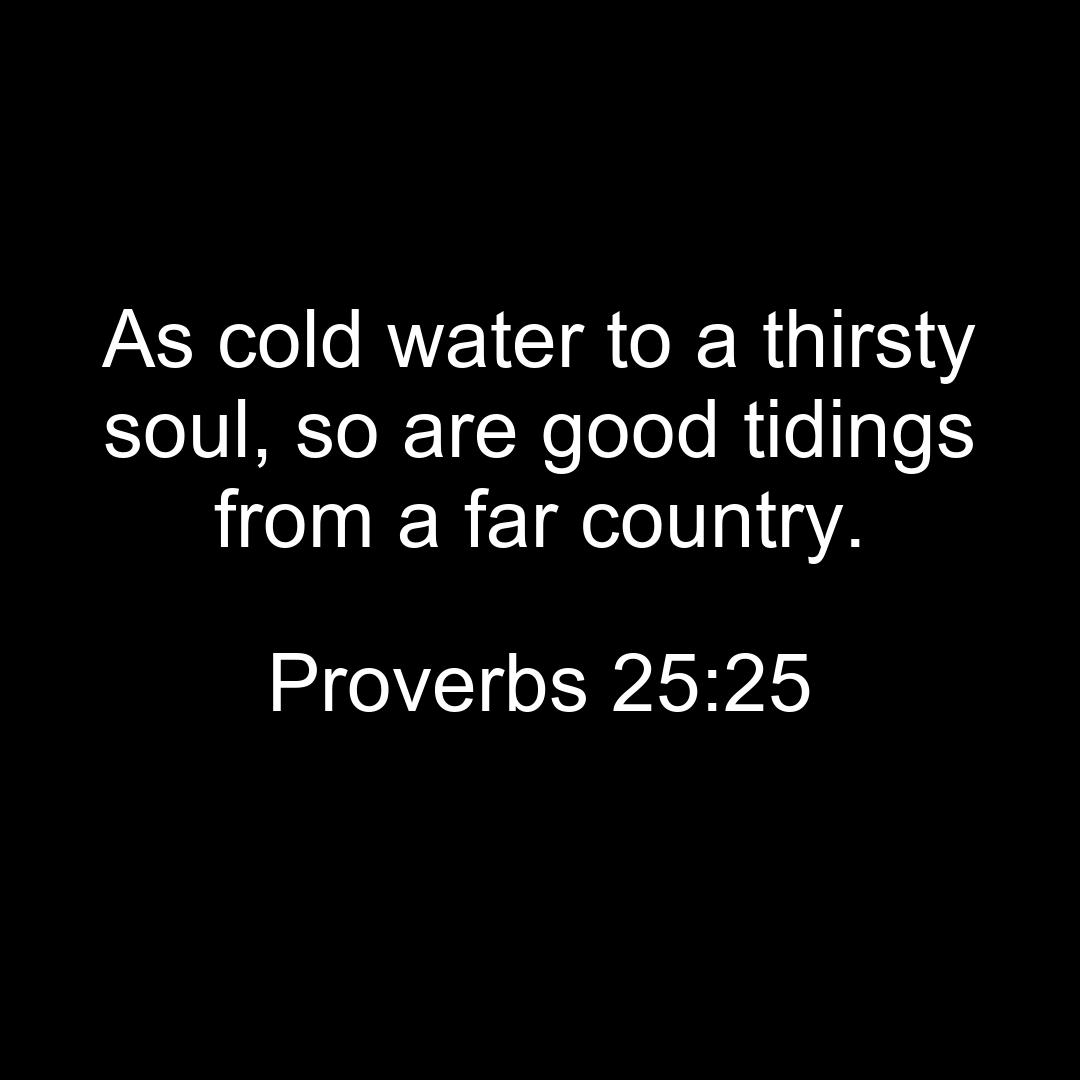 As cold water to a thirsty
soul, so are good tidings
from a far country.
Proverbs 25:25